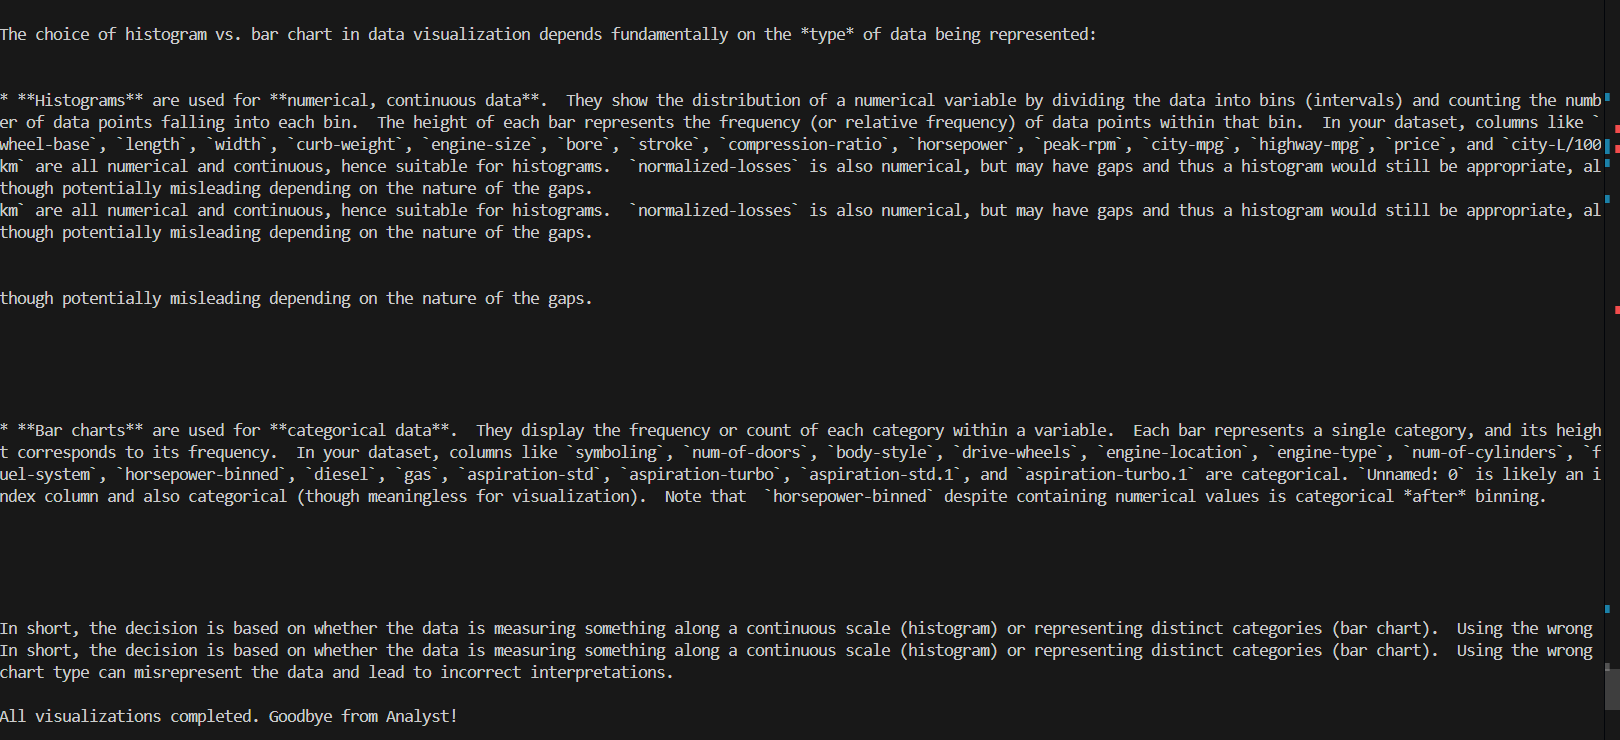 The choice of histogram vs. bar chart in data visualization depends fundamentally on the *type* of data being represented:
* **Histograms** are used for **numerical, continuous data**.  They show the distribution of a numerical variable by dividing the data into bins (intervals) and counting the numb
er of data points falling into each bin.  The height of each bar represents the frequency (or relative frequency) of data points within that bin.  In your dataset, columns like `
wheel-base`, `length`, `width`, `curb-weight`, `engine-size`, `bore`, `stroke`, `compression-ratio`, `horsepower`, `peak-rpm`, `city-mpg`, `highway-mpg`, `price`, and `city-L/100
km` are all numerical and continuous, hence suitable for histograms.  `normalized-losses` is also numerical, but may have gaps and thus a histogram would still be appropriate, al
though potentially misleading depending on the nature of the gaps.
km` are all numerical and continuous, hence suitable for histograms.  `normalized-losses` is also numerical, but may have gaps and thus a histogram would still be appropriate, al
though potentially misleading depending on the nature of the gaps.
though potentially misleading depending on the nature of the gaps.
* **Bar charts** are used for **categorical data**.  They display the frequency or count of each category within a variable.  Each bar represents a single category, and its heigh
t corresponds to its frequency.  In your dataset, columns like `symboling`, `num-of-doors`, `body-style`, `drive-wheels`, `engine-location`, `engine-type`, `num-of-cylinders`, `f
uel-system`, `horsepower-binned`, `diesel`, `gas`, `aspiration-std`, `aspiration-turbo`, `aspiration-std.1`, and `aspiration-turbo.1` are categorical. `Unnamed: 0` is likely an i
ndex column and also categorical (though meaningless for visualization).  Note that  `horsepower-binned` despite containing numerical values is categorical *after* binning.
In short, the decision is based on whether the data is measuring something along a continuous scale (histogram) or representing distinct categories (bar chart).  Using the wrong
In short, the decision is based on whether the data is measuring something along a continuous scale (histogram) or representing distinct categories (bar chart).  Using the wrong
chart type can misrepresent the data and lead to incorrect interpretations.
All visualizations completed. Goodbye from Analyst!